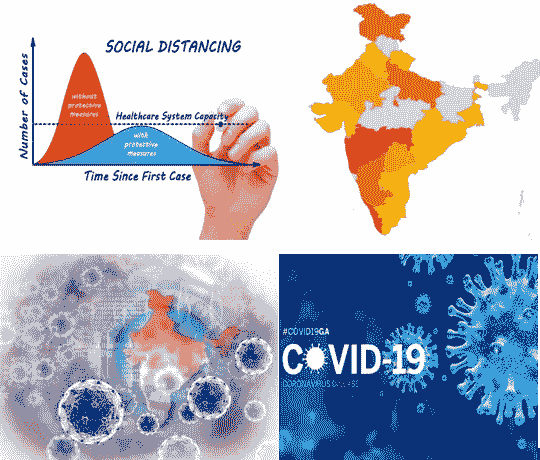 SOCIAL DISTANCING
Number of Cases
without
protective
measures
Healthcare System Capacity
with
protective
measures
Time Since First Case
#COVID19GA
COVID-19
CORONAVIRUS